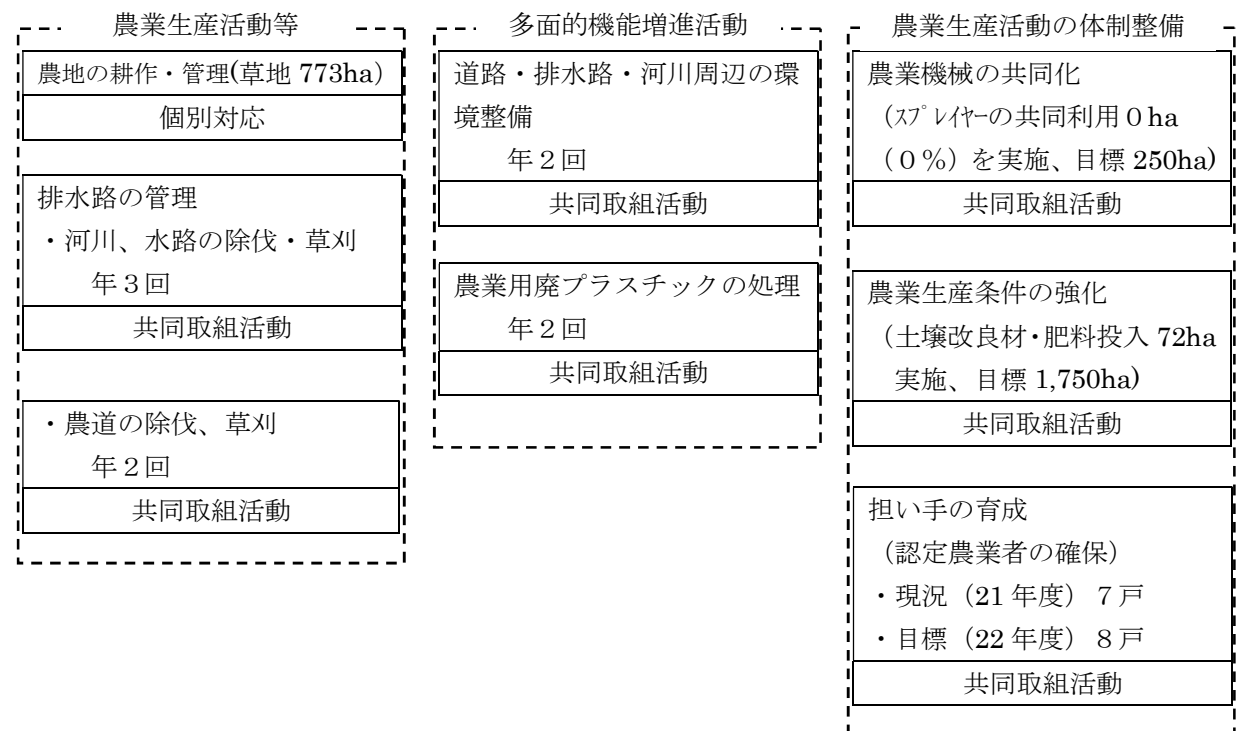 農業生産活動等
農地の耕作・管理(草地 773ha)
個別対応
排水路の管理
・河川、水路の除伐・草刈
年３回
共同取組活動
・農道の除伐、草刈
年２回
共同取組活動
多面的機能増進活動
道路・排水路・河川周辺の環
境整備
年２回
共同取組活動
農業用廃プラスチックの処理
年２回
共同取組活動
農業生産活動の体制整備
農業機械の共同化
（ｽﾌﾟﾚｲﾔｰの共同利用０ha
（０％）を実施、目標 250ha)
共同取組活動
農業生産条件の強化
（土壌改良材・肥料投入 72ha
実施、目標 1,750ha)
共同取組活動
担い手の育成
（認定農業者の確保）
・現況（21 年度）７戸
・目標（22 年度）８戸
共同取組活動